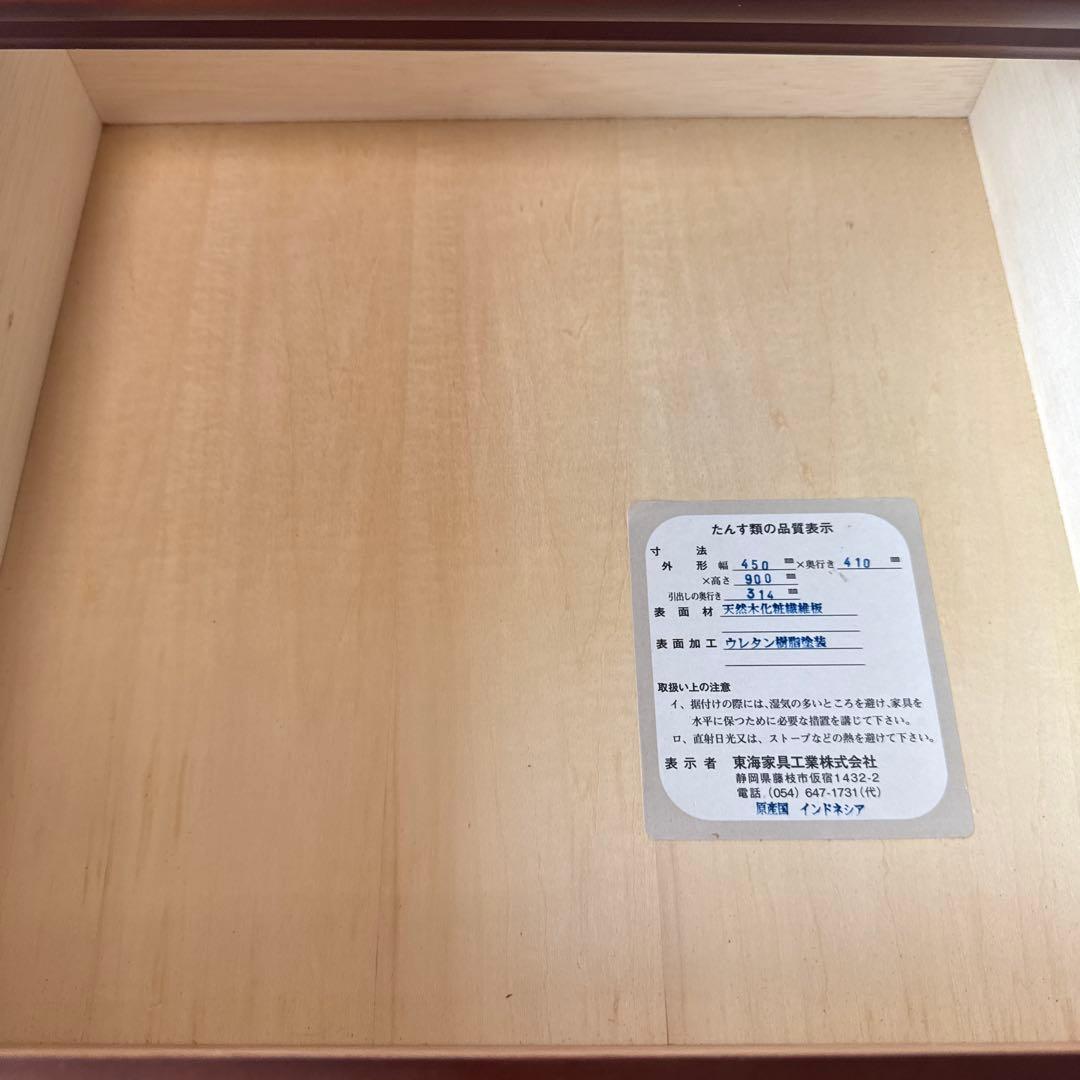 たんす類の品質表示
寸法
外形 幅 450 mm ×奥行き 410 mm
×高さ 900 mm
引出しの奥行き 314 mm
表面材 天然木化粧繊維板
表面加工 ウレタン樹脂塗装
取扱い上の注意
イ、据付けの際には、湿気の多いところを避け、家具を
水平に保つために必要な措置を講じて下さい。
ロ、直射日光又は、ストーブなどの熱を避けて下さい。
表示者 東海家具工業株式会社
静岡県藤枝市仮宿1432-2
電話.(054) 647-1731(代)
原産国 インドネシア